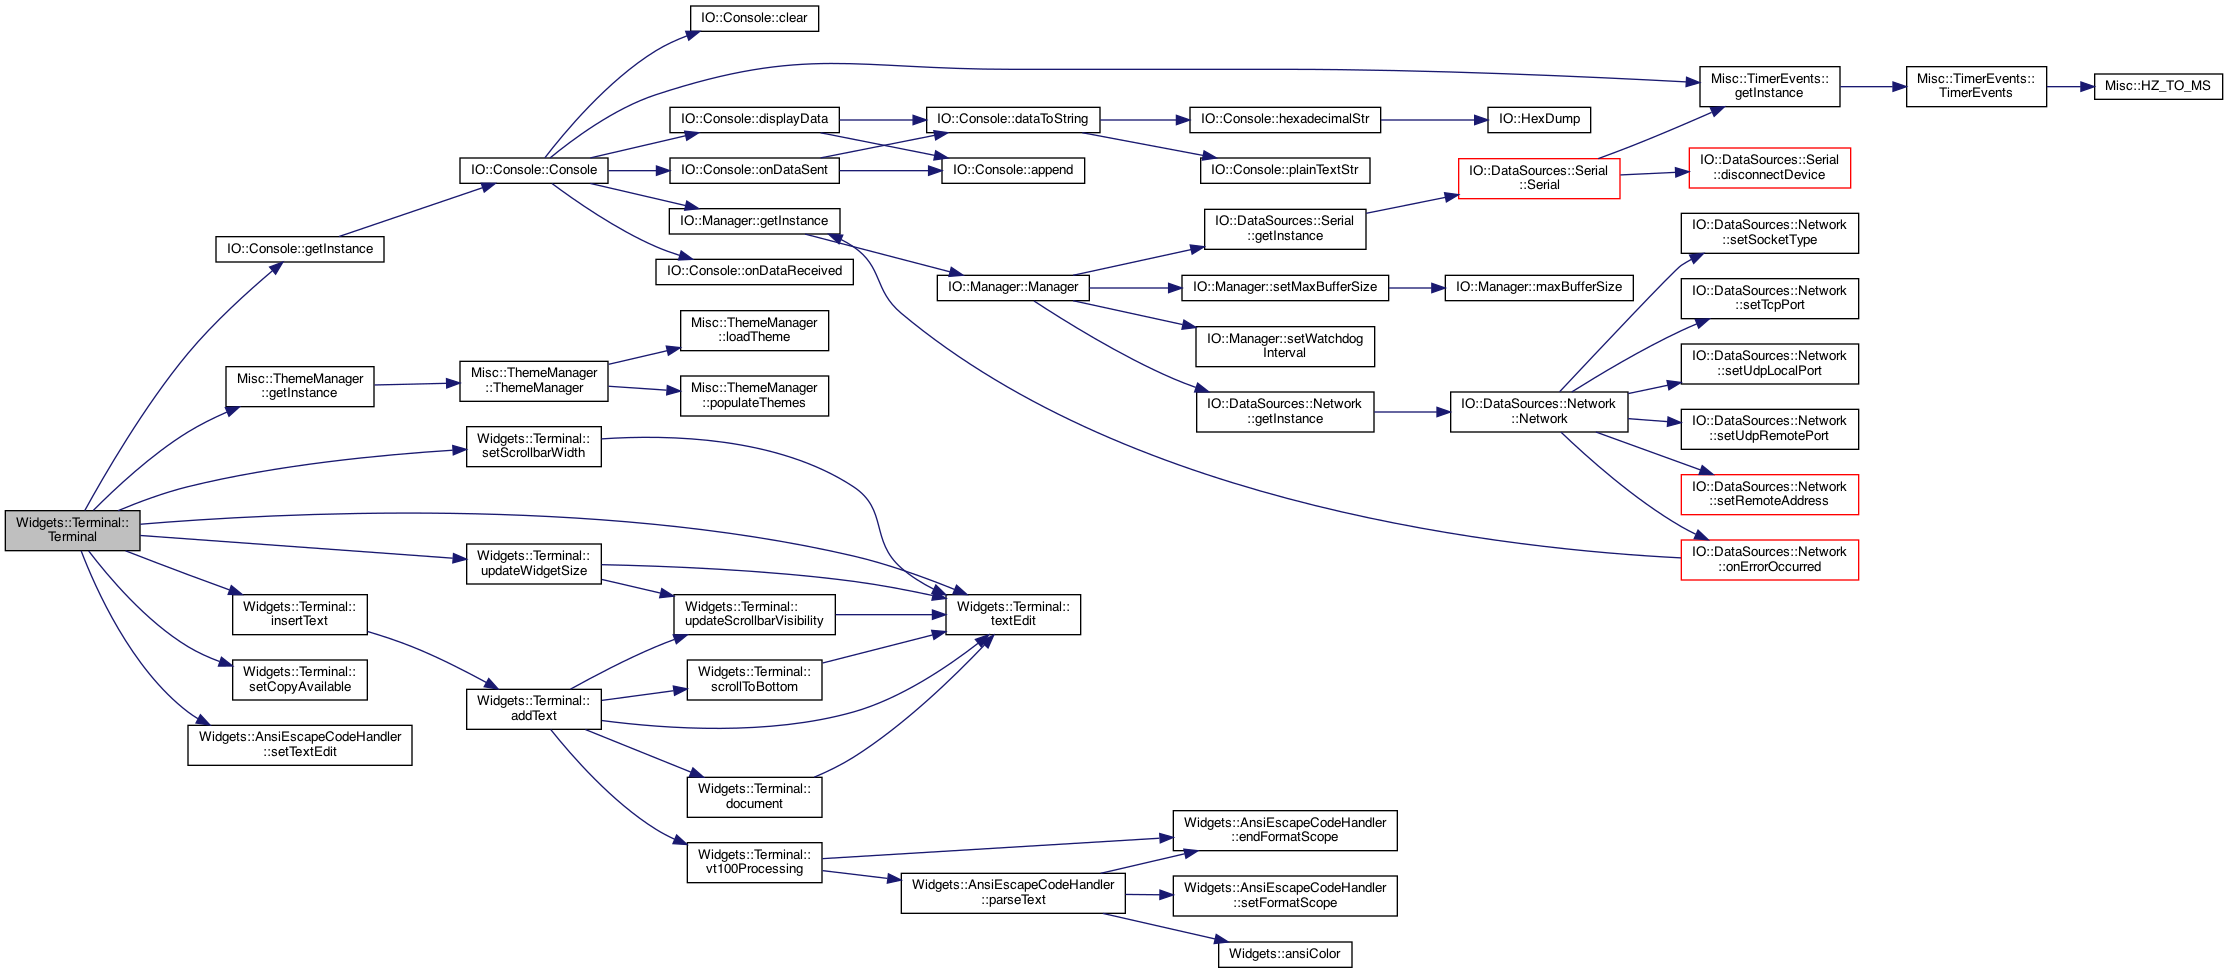 IO::Console::clear
Misc::TimerEvents::
getInstance
Misc::TimerEvents::
TimerEvents
Misc::HZ_TO_MS
IO::Console::displayData
IO::Console::dataToString
IO::Console::hexadecimalStr
IO::HexDump
IO::Console::Console
IO::Console::onDataSent
IO::Console::append
IO::Console::plainTextStr
IO::DataSources::Serial
::Serial
IO::DataSources::Serial
::disconnectDevice
IO::Manager::getInstance
IO::DataSources::Serial
::getInstance
IO::DataSources::Network
::setSocketType
IO::Console::getInstance
IO::Console::onDataReceived
IO::Manager::Manager
IO::Manager::setMaxBufferSize
IO::Manager::maxBufferSize
IO::DataSources::Network
::setTcpPort
Misc::ThemeManager
::loadTheme
IO::Manager::setWatchdog
Interval
IO::DataSources::Network
::setUdpLocalPort
Misc::ThemeManager
::getInstance
Misc::ThemeManager
::ThemeManager
Misc::ThemeManager
::populateThemes
IO::DataSources::Network
::getInstance
IO::DataSources::Network
::Network
IO::DataSources::Network
::setUdpRemotePort
Widgets::Terminal::
setScrollbarWidth
IO::DataSources::Network
::setRemoteAddress
Widgets::Terminal::
Terminal
Widgets::Terminal::
updateWidgetSize
IO::DataSources::Network
::onErrorOccurred
Widgets::Terminal::
insertText
Widgets::Terminal::
updateScrollbarVisibility
Widgets::Terminal::
textEdit
Widgets::Terminal::
setCopyAvailable
Widgets::Terminal::
scrollToBottom
Widgets::Terminal::
addText
Widgets::AnsiEscapeCodeHandler
::setTextEdit
Widgets::Terminal::
document
Widgets::AnsiEscapeCodeHandler
::endFormatScope
Widgets::Terminal::
vt100Processing
Widgets::AnsiEscapeCodeHandler
::parseText
Widgets::AnsiEscapeCodeHandler
::setFormatScope
Widgets::ansiColor